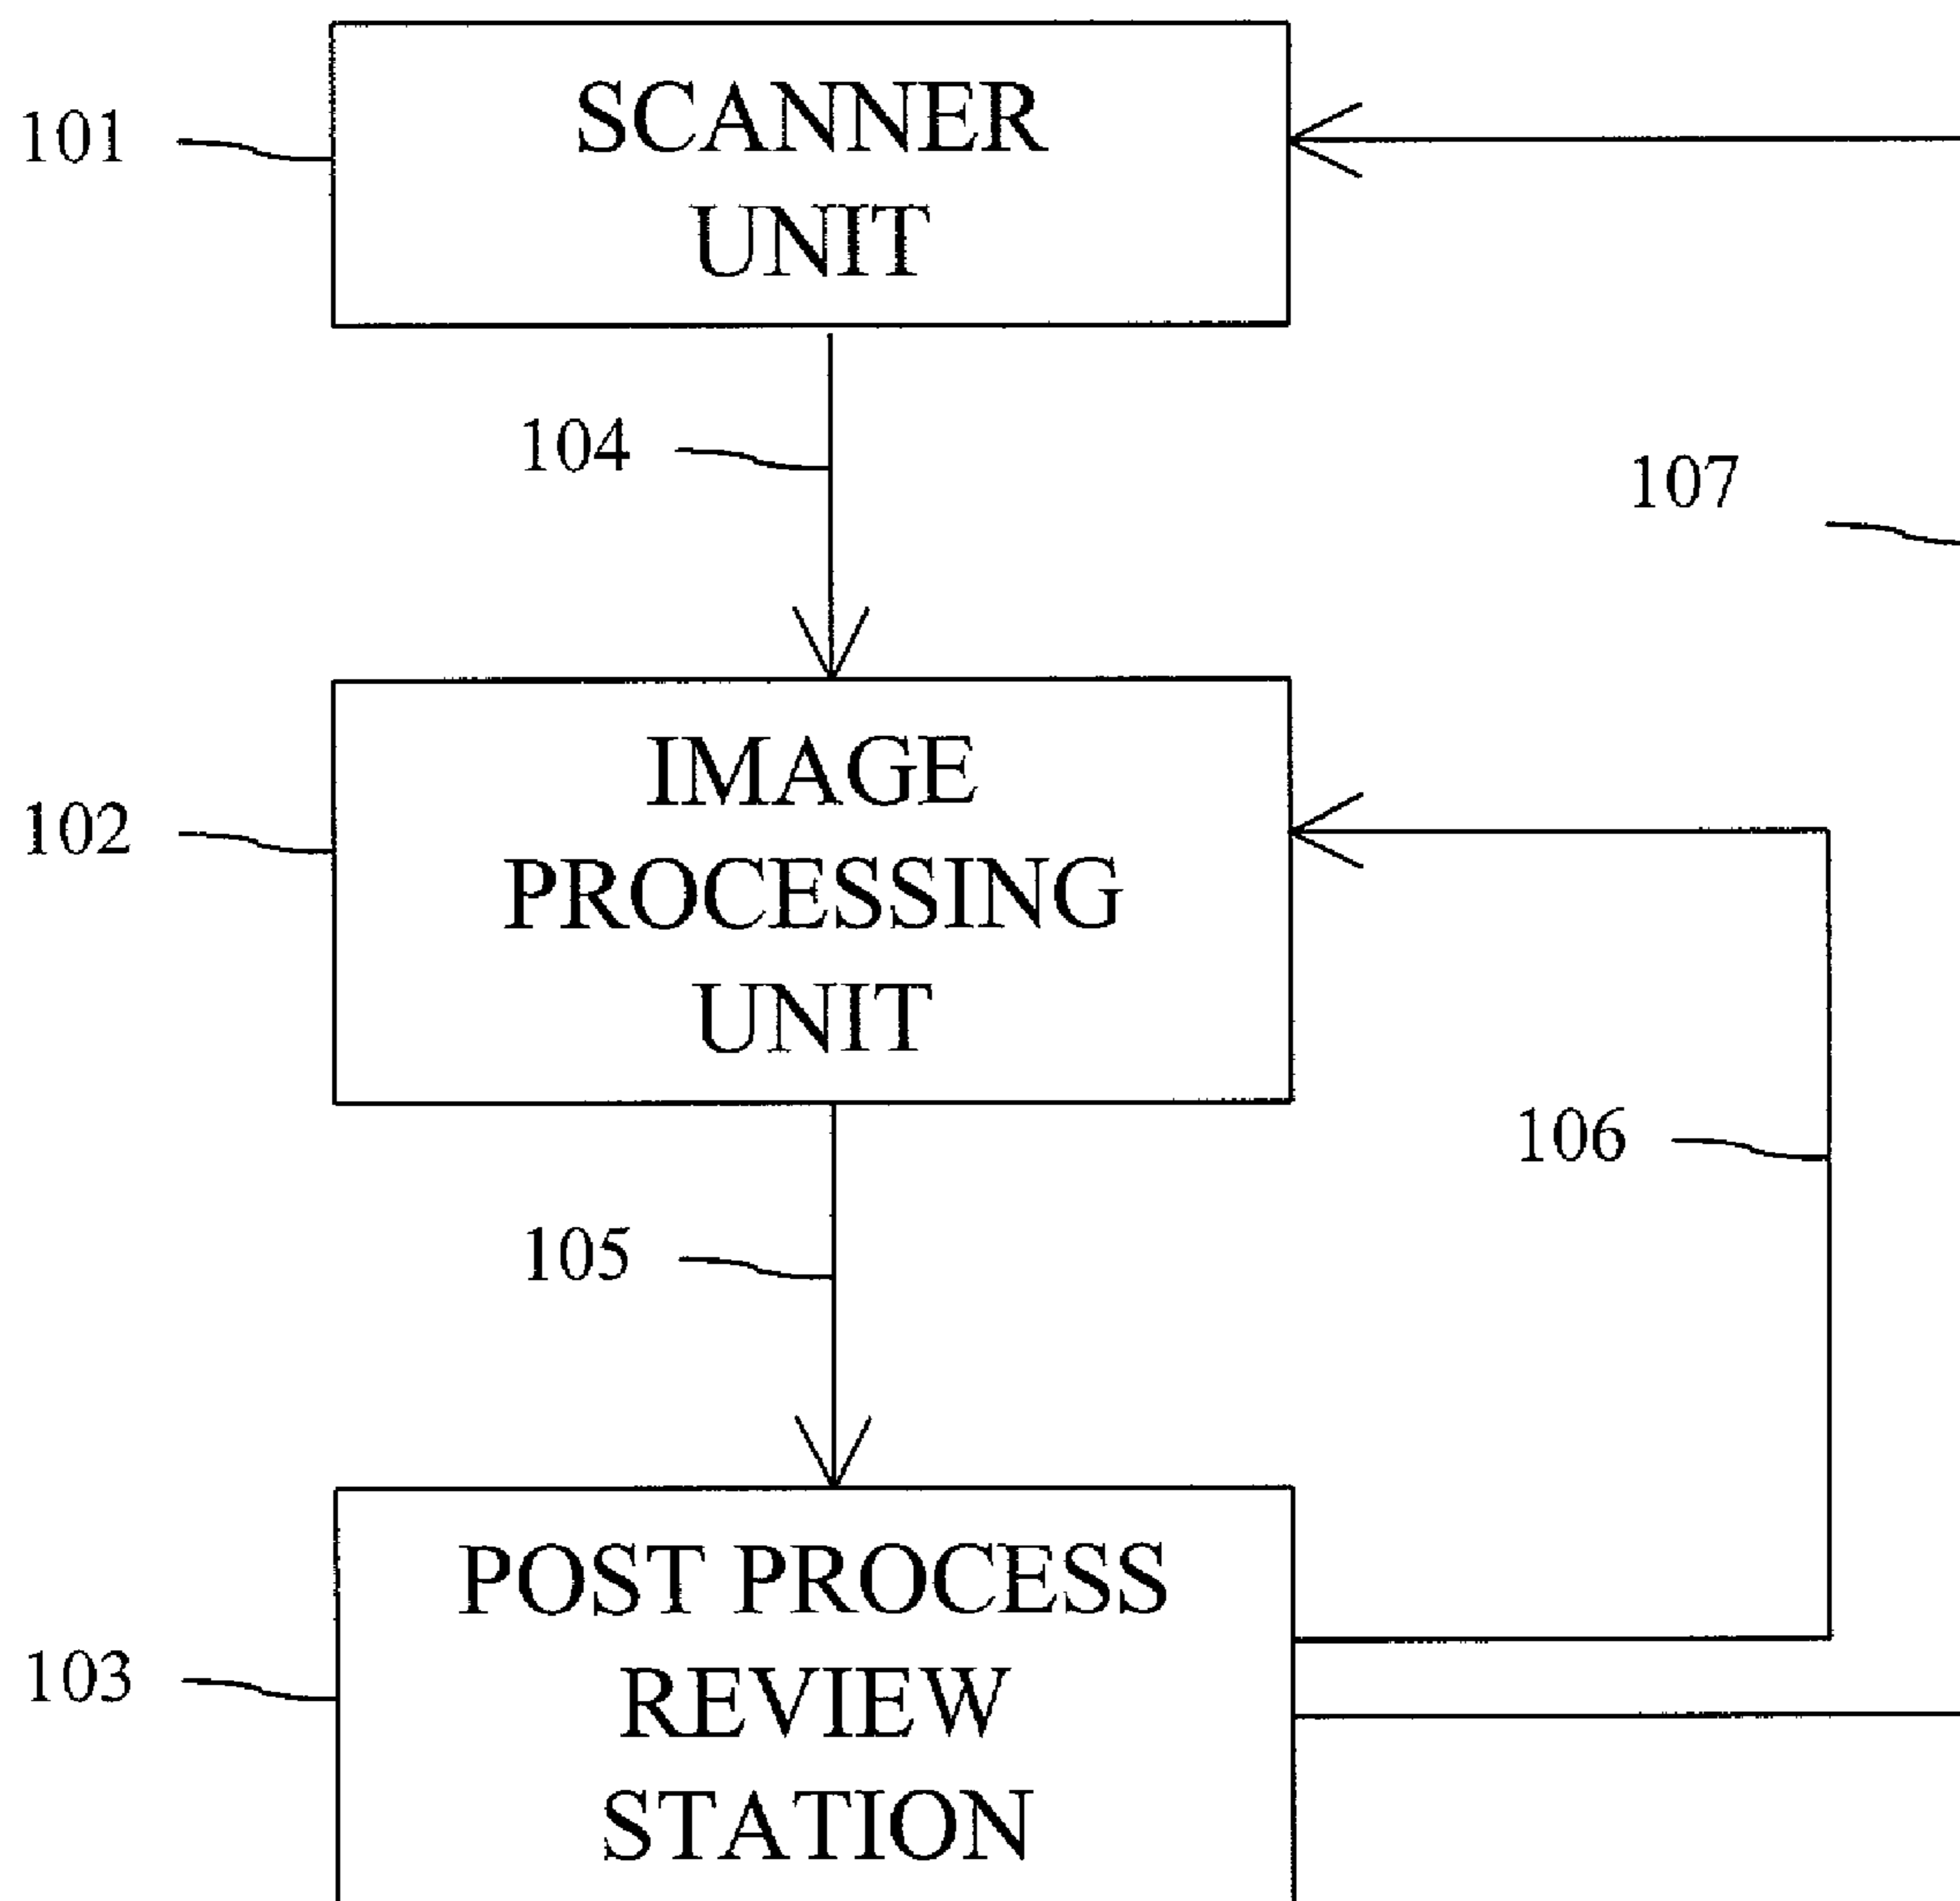 SCANNER
UNIT
101
104
107
IMAGE
PROCESSING
UNIT
102
106
105
POST PROCESS
REVIEW
STATION
103